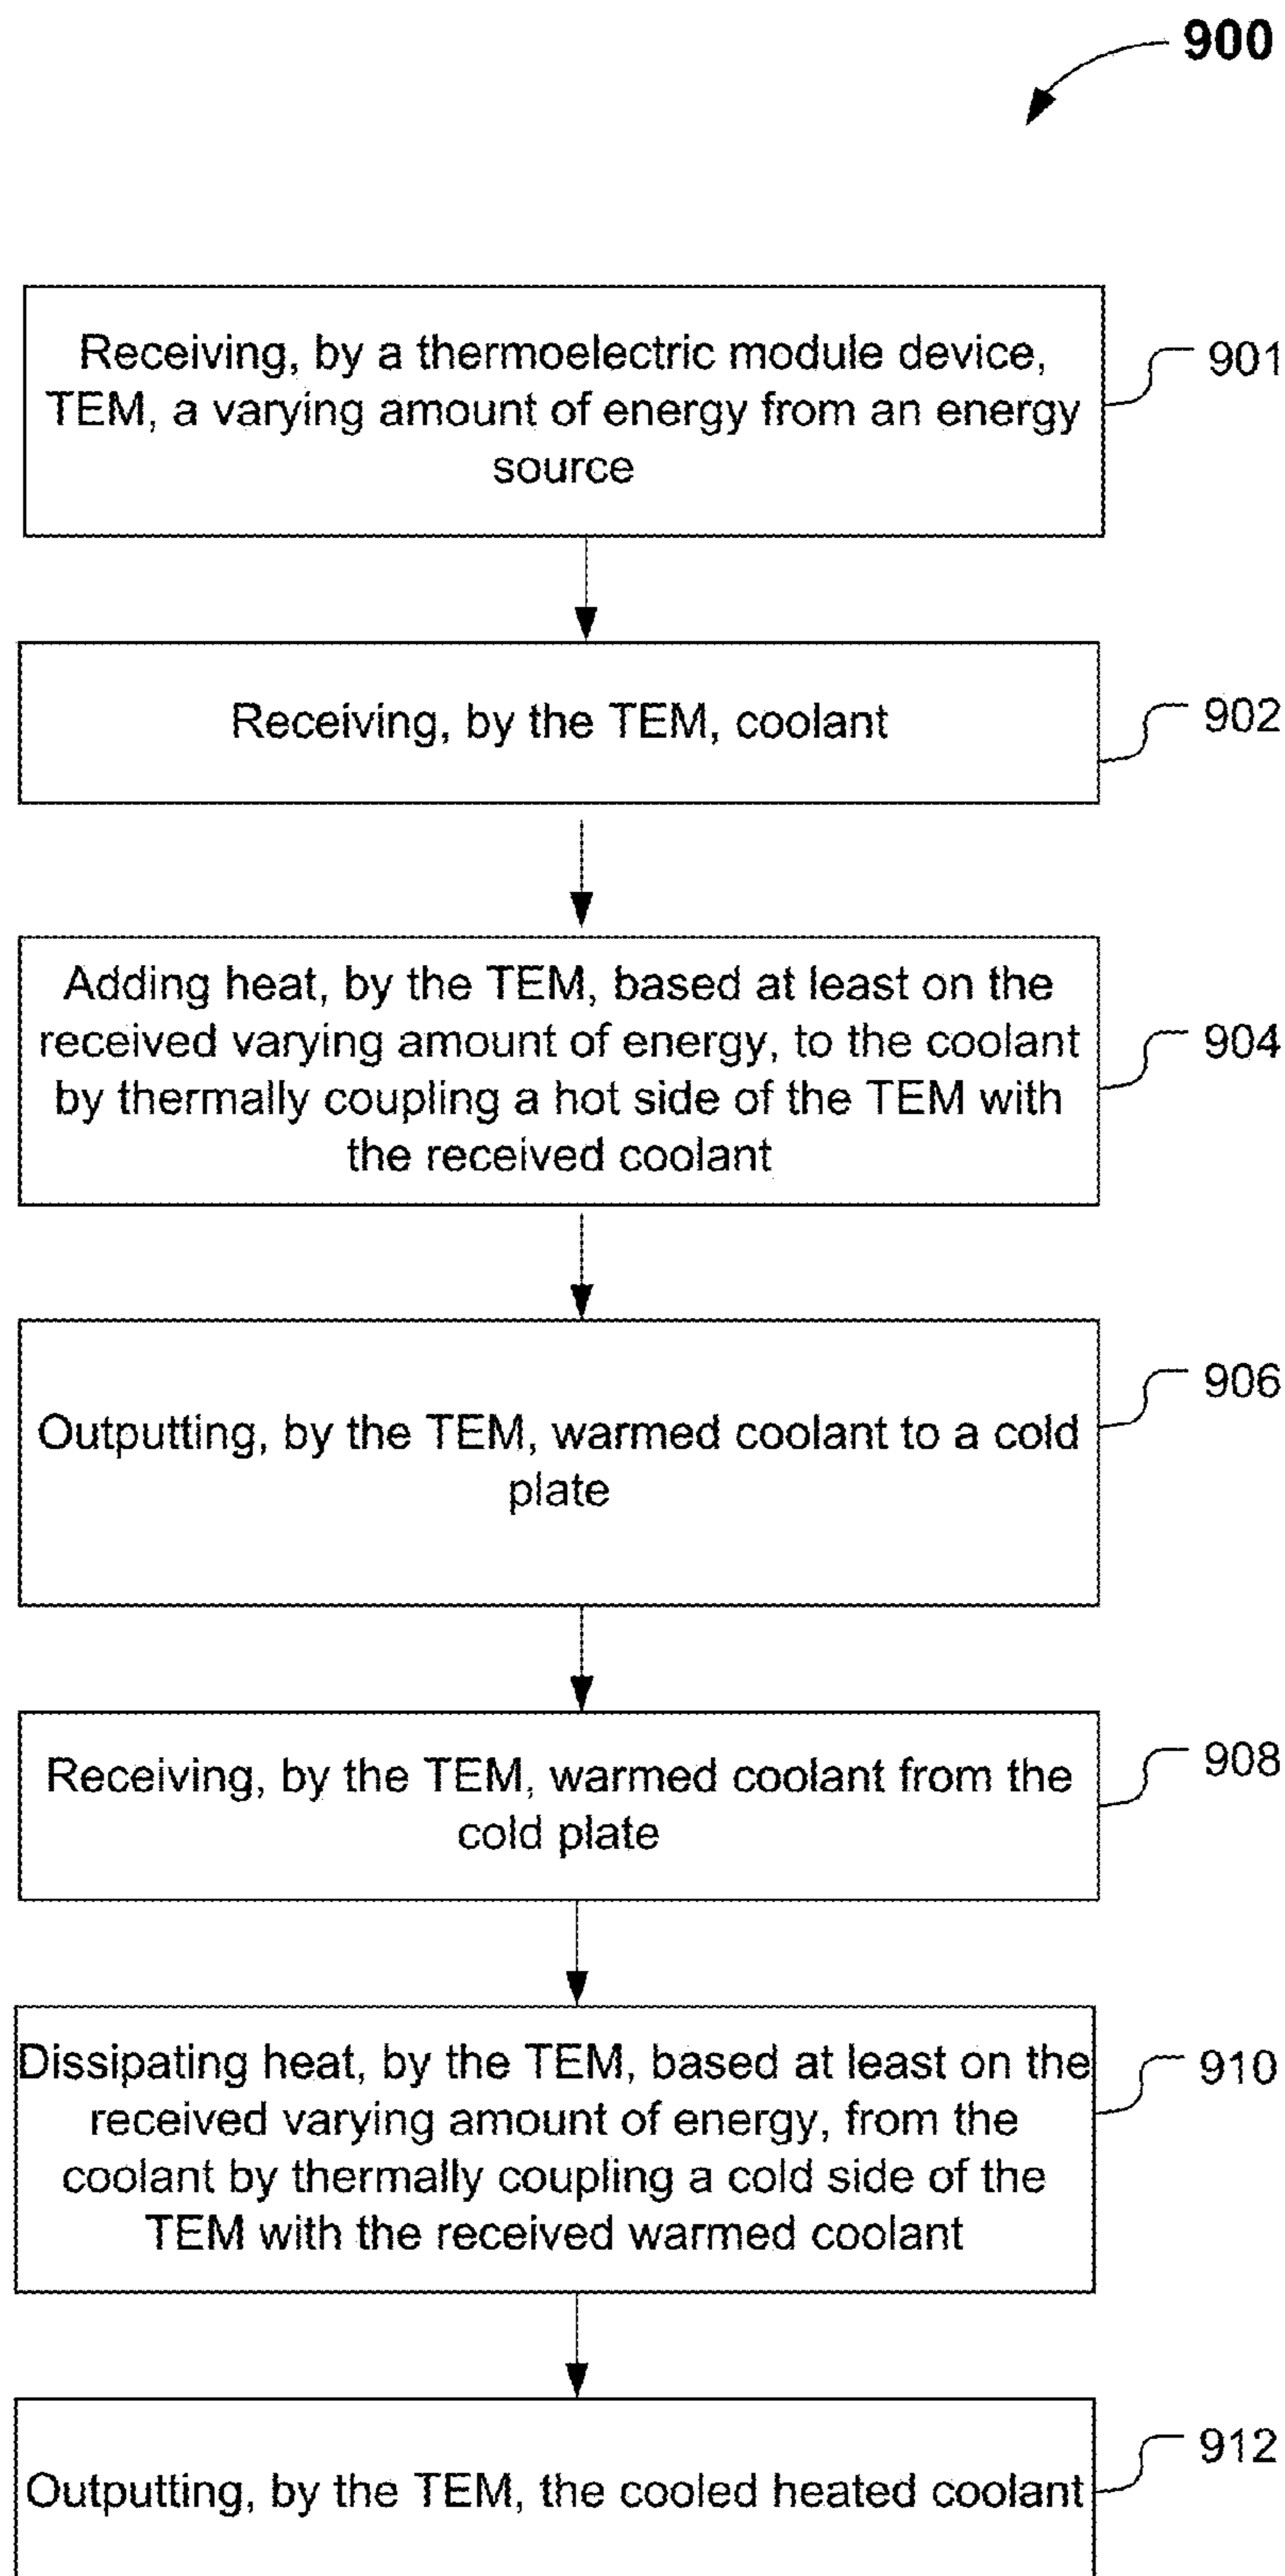 900
Receiving, by a thermoelectric module device,
TEM, a varying amount of energy from an energy
source
901
Receiving, by the TEM, coolant
902
Adding heat, by the TEM, based at least on the
received varying amount of energy, to the coolant
by thermally coupling a hot side of the TEM with
the received coolant
904
Outputting, by the TEM, warmed coolant to a cold
plate
906
Receiving, by the TEM, warmed coolant from the
cold plate
908
Dissipating heat, by the TEM, based at least on the
received varying amount of energy, from the
coolant by thermally coupling a cold side of the
TEM with the received warmed coolant
910
Outputting, by the TEM, the cooled heated coolant
912